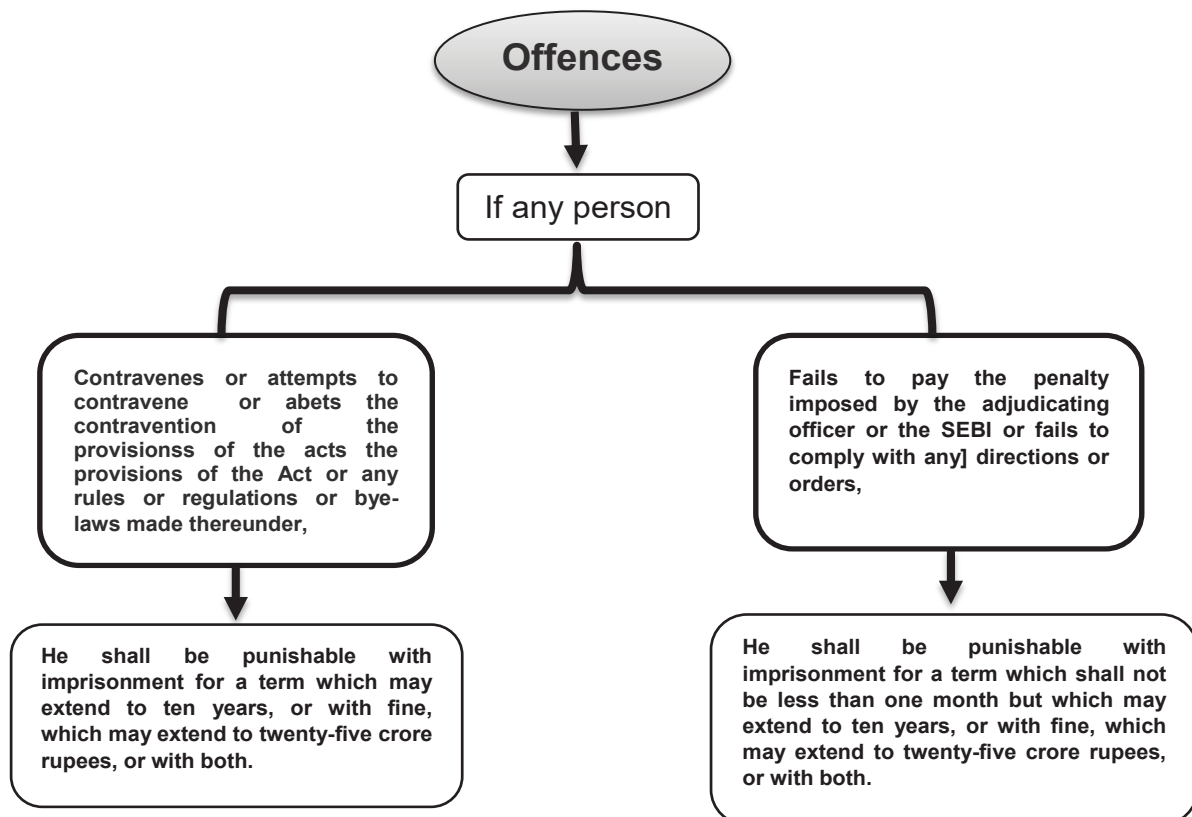 Offences
If any person
Contravenes or attempts to
contravene or abets the
contravention of the
provisionss of the acts the
provisions of the Act or any
rules or regulations or bye-
laws made thereunder,
Fails to pay the penalty
imposed by the adjudicating
officer or the SEBI or fails to
comply with any] directions or
orders,
He shall be punishable with
imprisonment for a term which may
extend to ten years, or with fine,
which may extend to twenty-five crore
rupees, or with both.
He shall be punishable with
imprisonment for a term which shall not
be less than one month but which may
extend to ten years, or with fine, which
may extend to twenty-five crore rupees,
or with both.